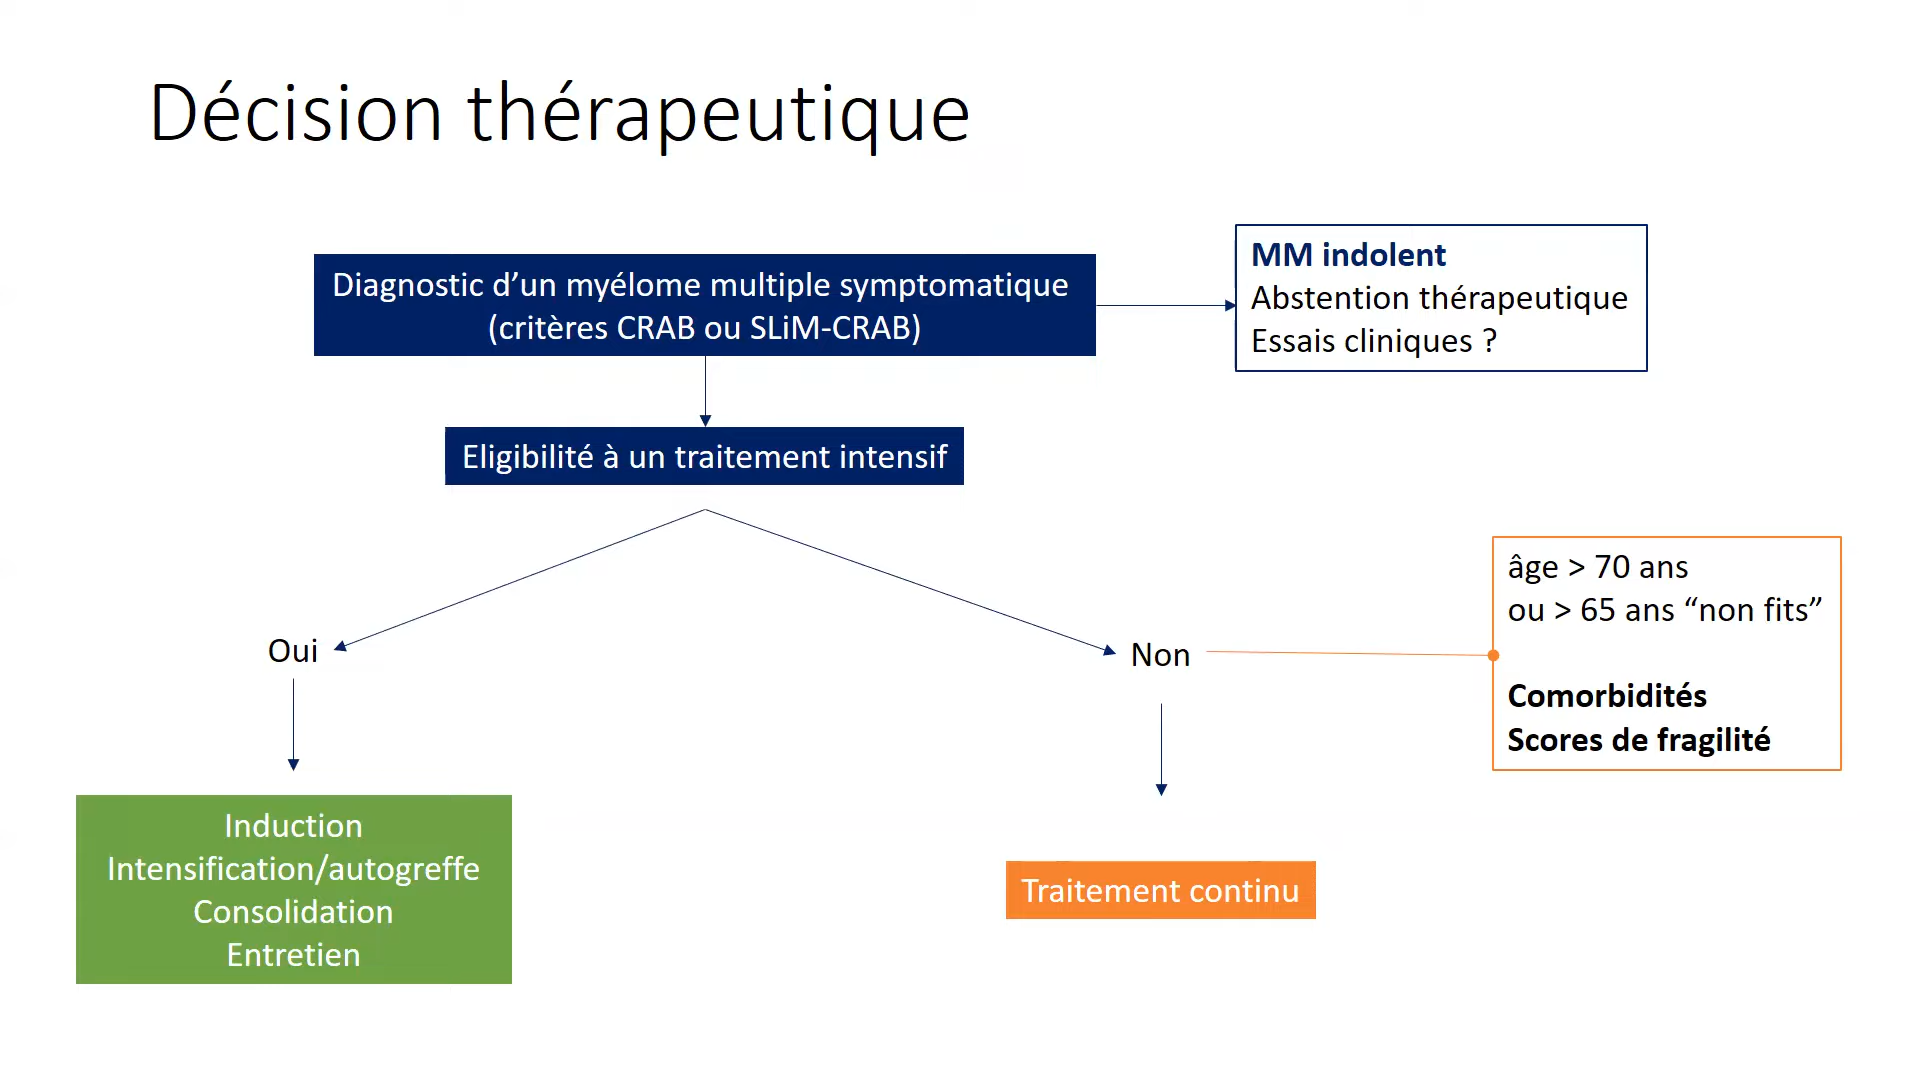 Décision thérapeutique
Diagnostic d’un myélome multiple symptomatique
(critères CRAB ou SLiM-CRAB)
MM indolent
Abstention thérapeutique
Essais cliniques ?
Eligibilité à un traitement intensif
Oui
Non
âge > 70 ans
ou > 65 ans “non fits”
Comorbidités
Scores de fragilité
Induction
Intensification/autogreffe
Consolidation
Entretien
Traitement continu